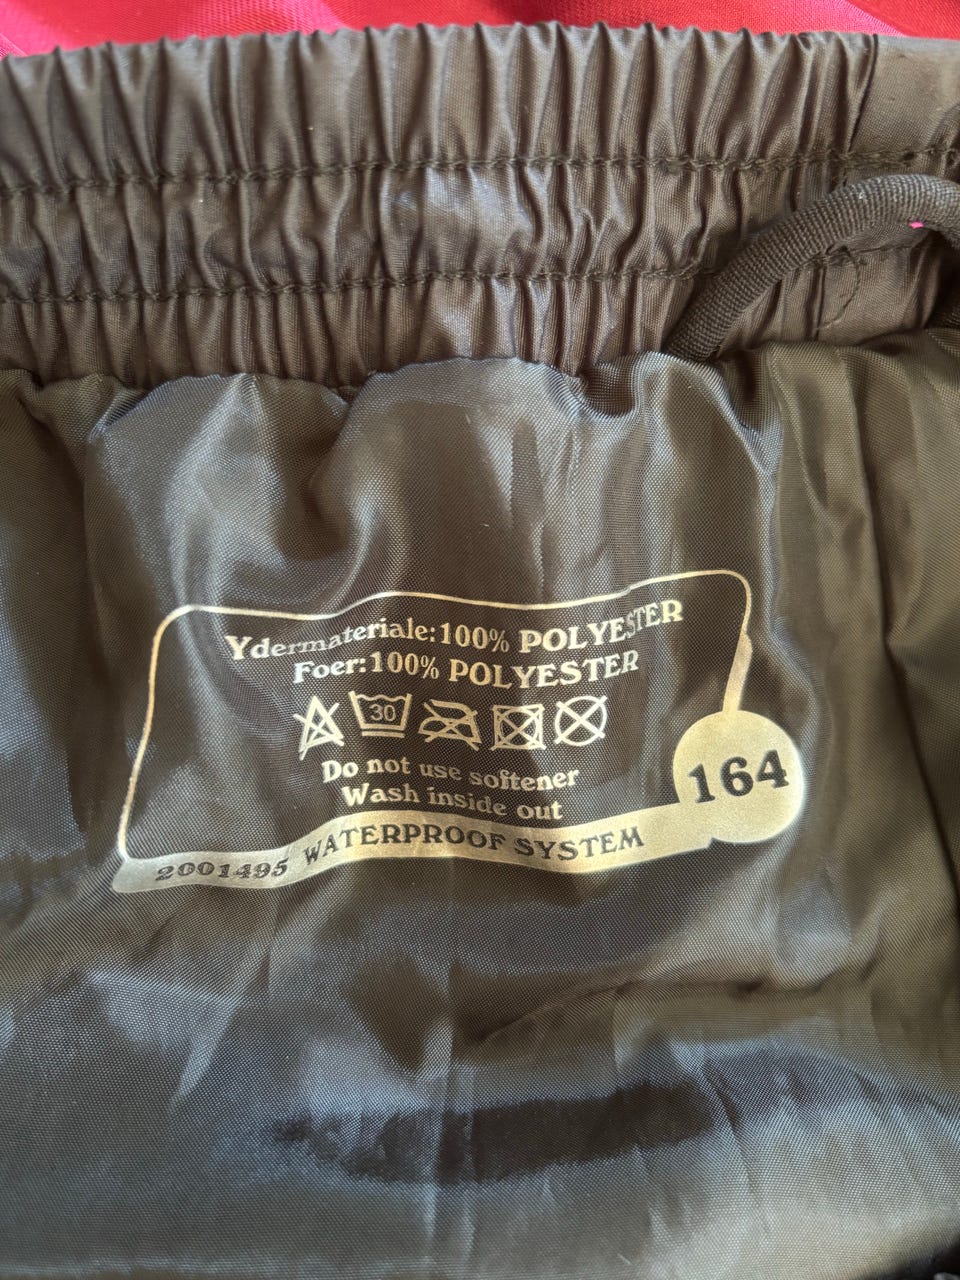 Ydermateriale: 100% POLYESTER
Foer: 100% POLYESTER
30
Do not use softener
Wash inside out
164
2001495 WATERPROOF SYSTEM